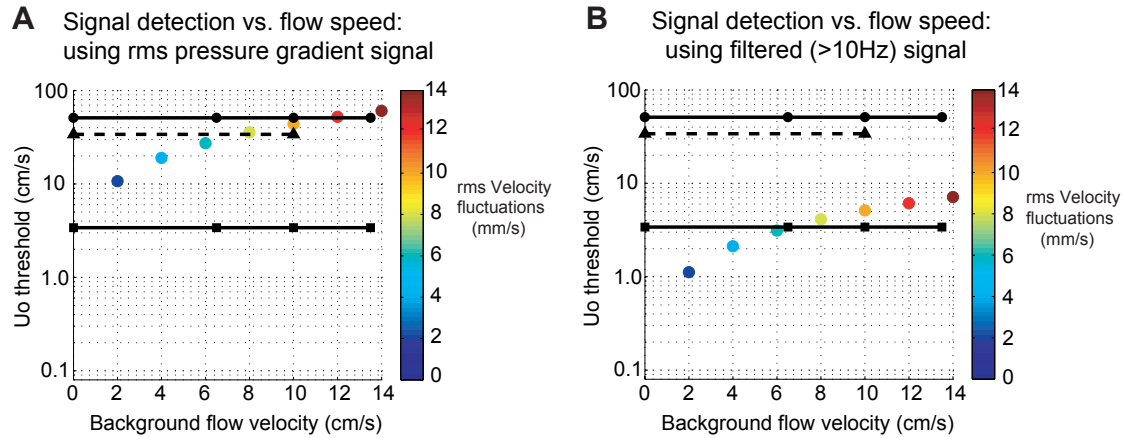 A
Signal detection vs. flow speed:
using rms pressure gradient signal
Uo threshold (cm/s)
100
10
1.0
0.1
0 2 4 6 8 10 12 14
Background flow velocity (cm/s)
14
12
10
8
6
4
2
0
rms Velocity
fluctuations
(mm/s)
B
Signal detection vs. flow speed:
using filtered (>10Hz) signal
Uo threshold (cm/s)
100
10
1.0
0.1
0 2 4 6 8 10 12 14
Background flow velocity (cm/s)
14
12
10
8
6
4
2
0
rms Velocity
fluctuations
(mm/s)